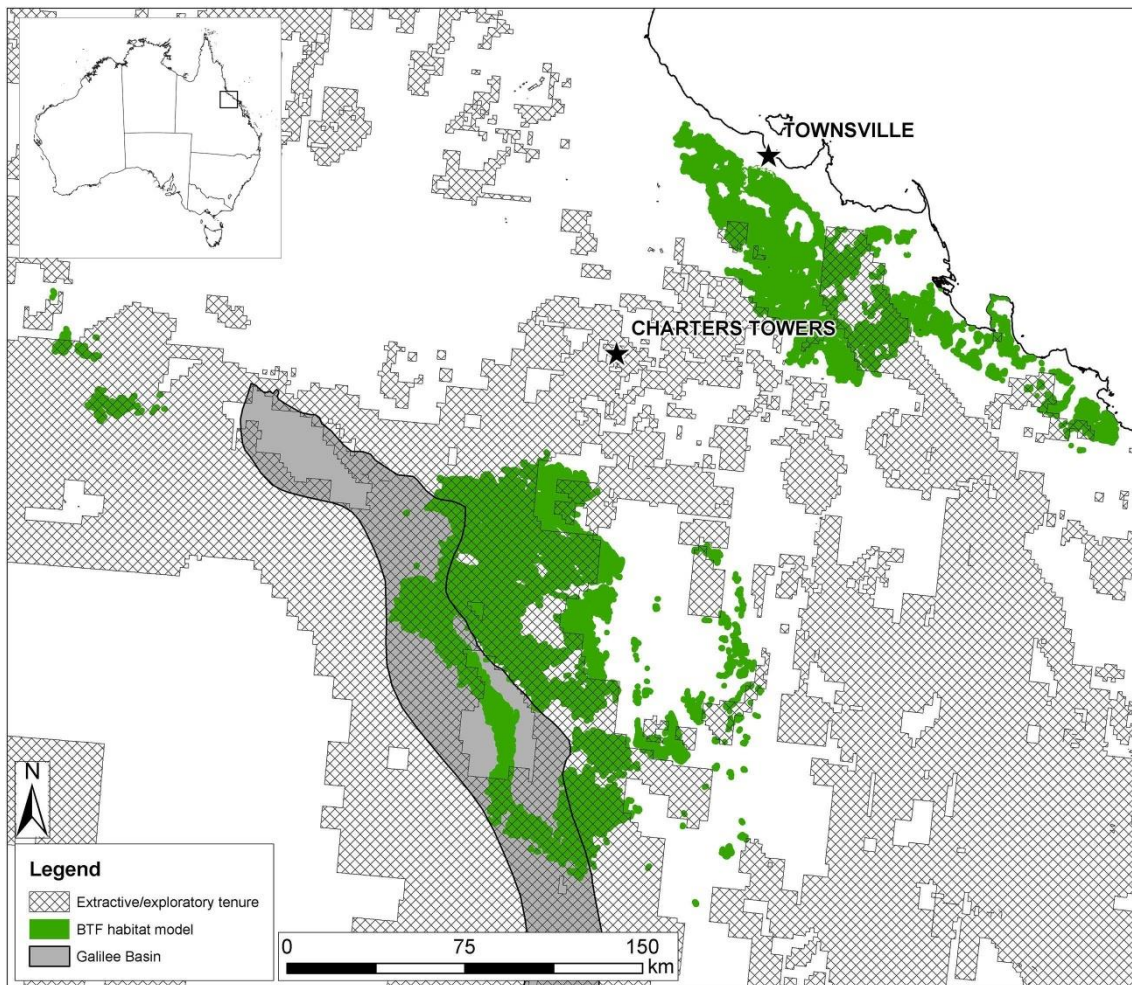 TOWNSVILLE
CHARTERS TOWERS
N
Legend
Extractive/exploratory tenure
BTF habitat model
Galilee Basin
0 75 150
km